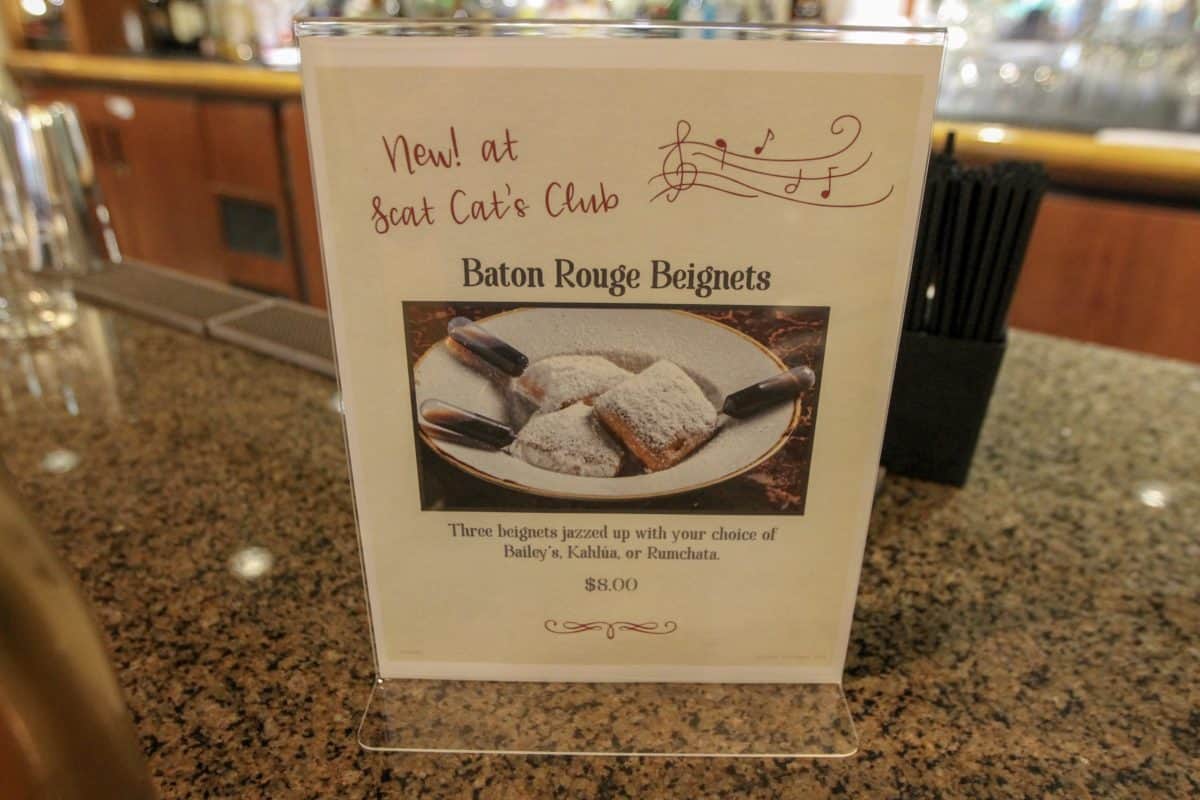 New! at
Scat Cat's Club
Baton Rouge Beignets
Three beignets jazzed up with your choice of
Bailey's, Kahlúa, or Rumchata.
$8.00